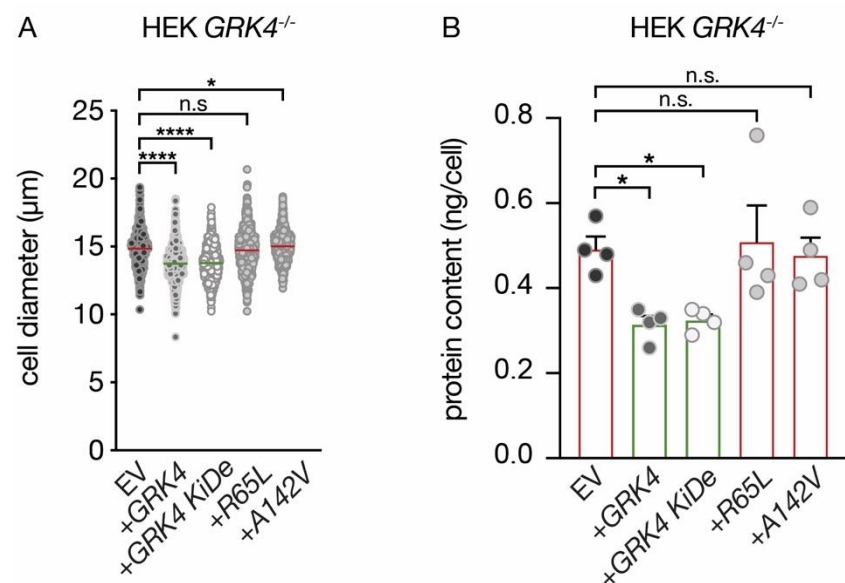 A
HEK GRK4-/-
*
n.s
****
****
25
20
15
10
5
0
cell diameter (µm)
EV
+GRK4
+GRK4 KiDe
+R65L
+A142V
B
HEK GRK4-/-
n.s.
n.s.
*
*
0.8
0.6
0.4
0.2
0.0
protein content (ng/cell)
EV
+GRK4
+GRK4 KiDe
+R65L
+A142V